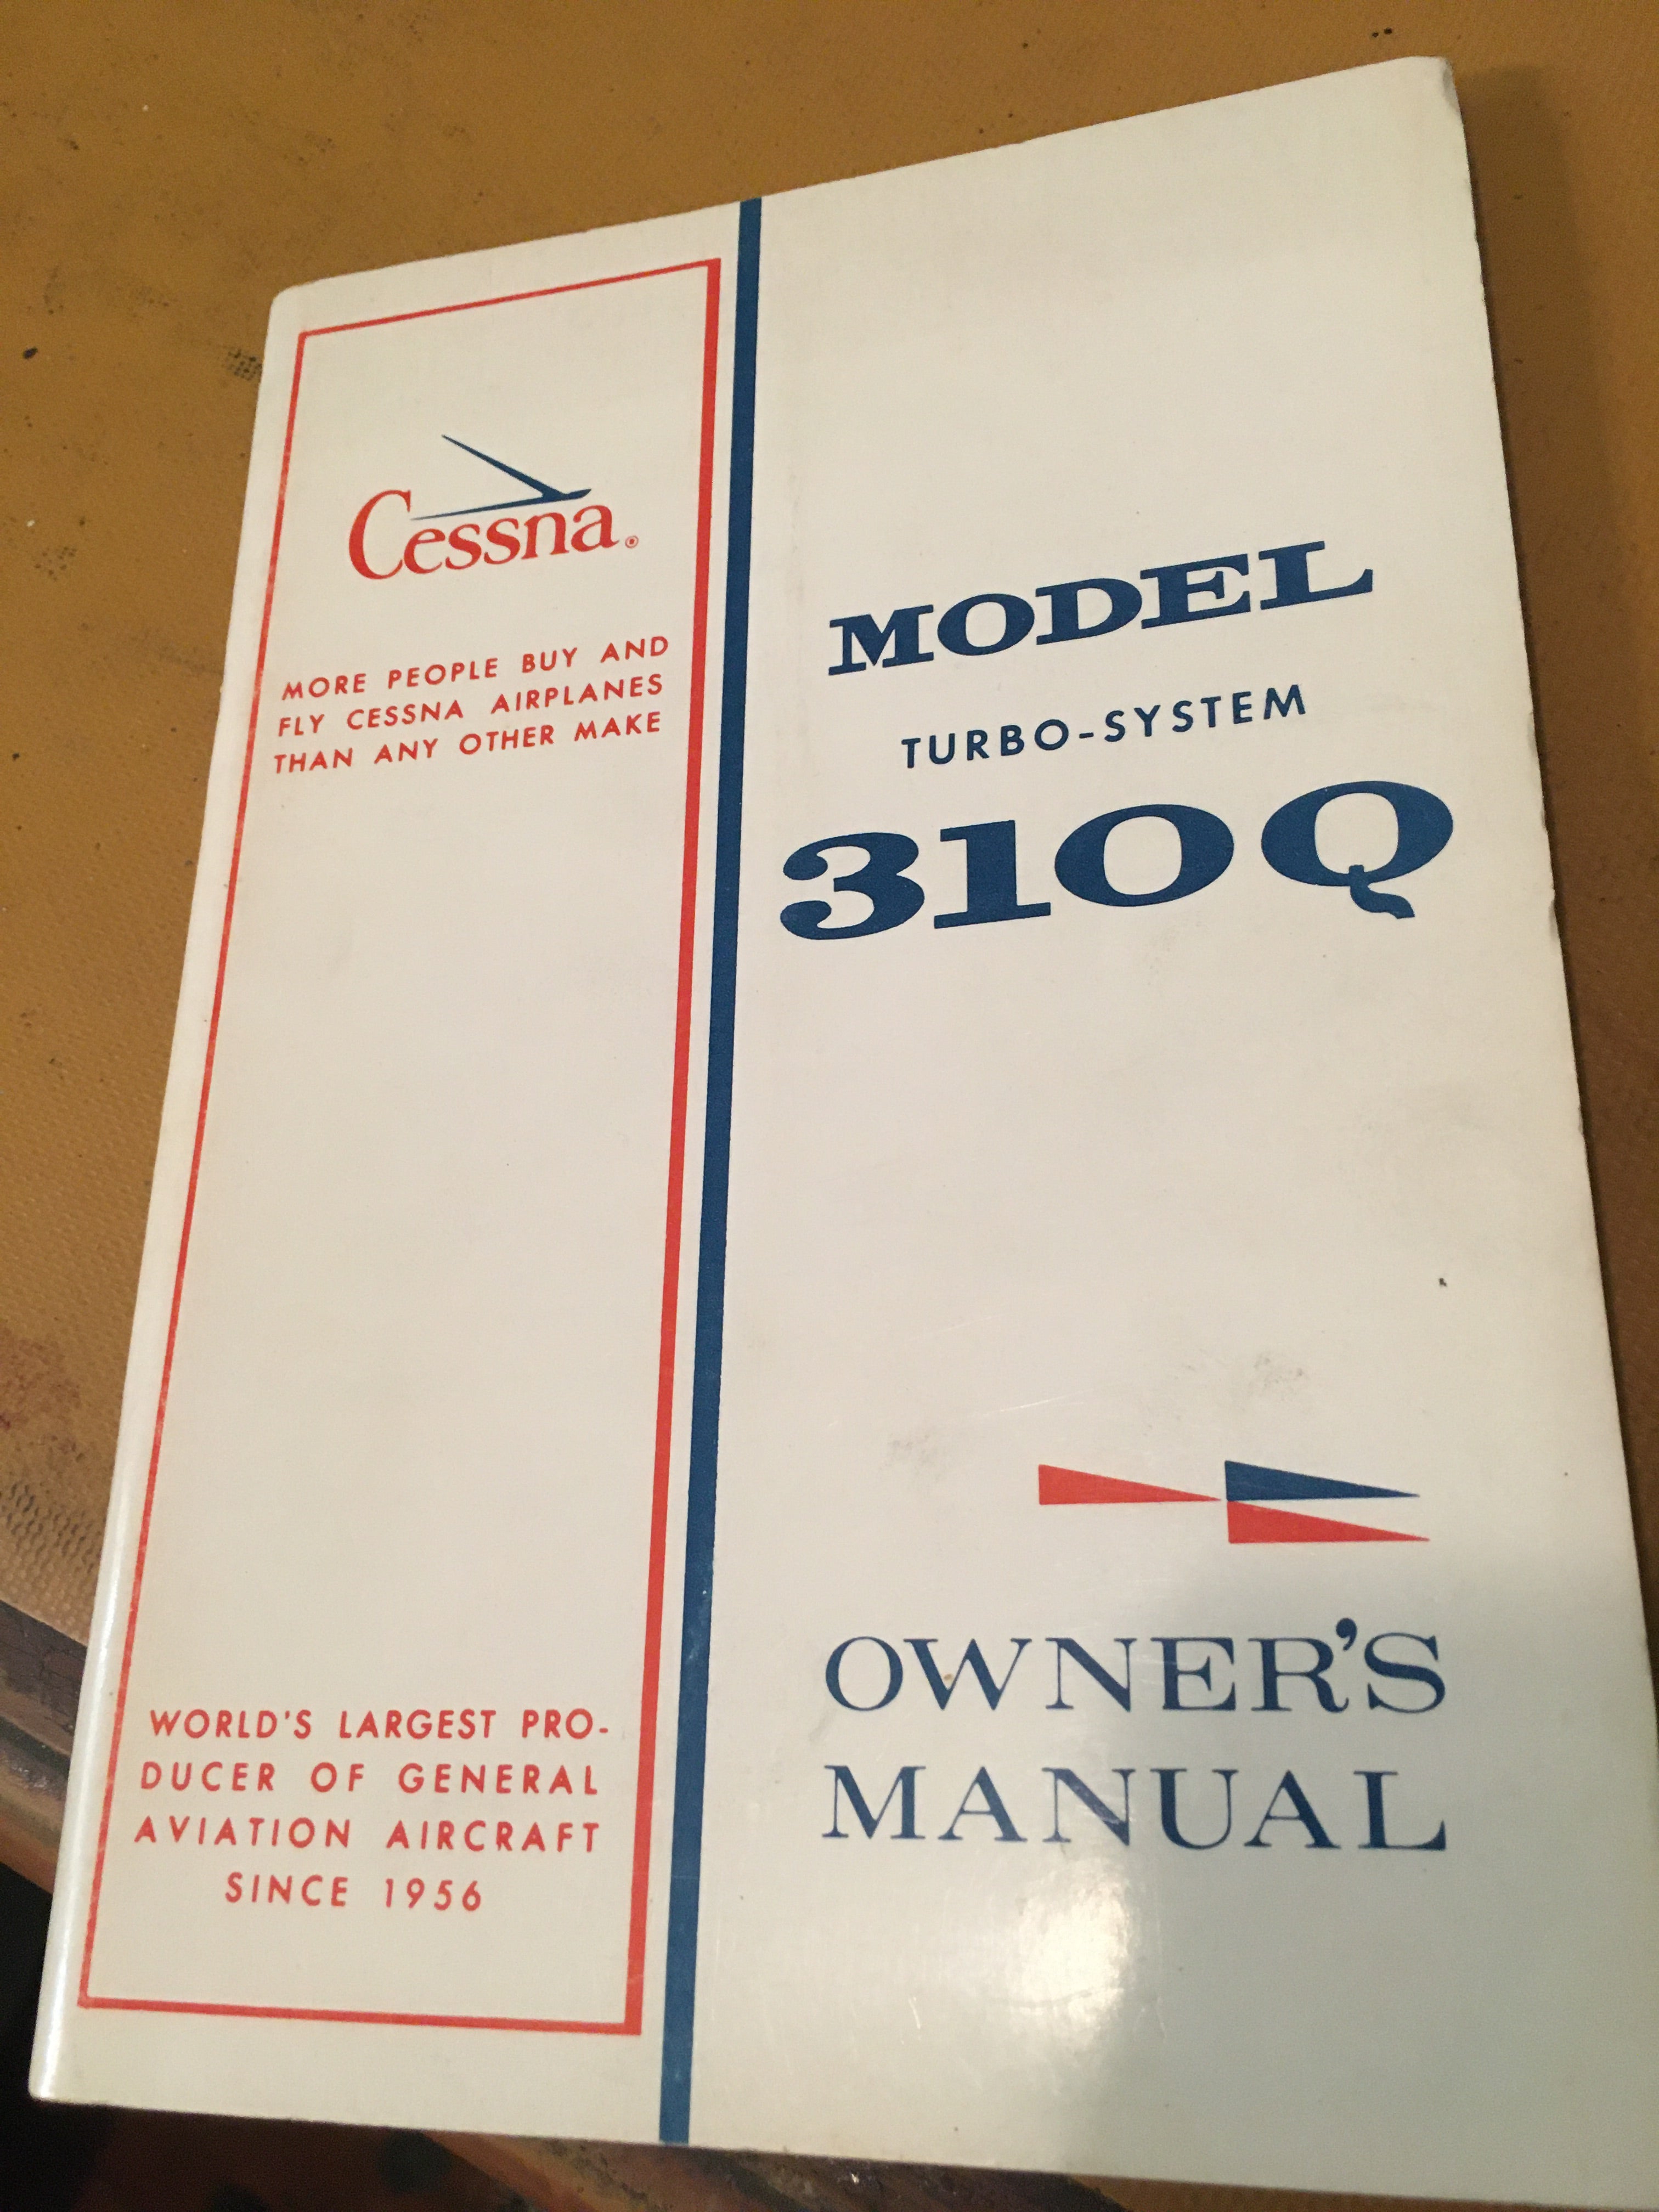 Cessna®
MORE PEOPLE BUY AND
FLY CESSNA AIRPLANES
THAN ANY OTHER MAKE
WORLD'S LARGEST PRO-
DUCER OF GENERAL
AVIATION AIRCRAFT
SINCE 1956
MODEL
TURBO-SYSTEM
310Q
OWNER'S
MANUAL